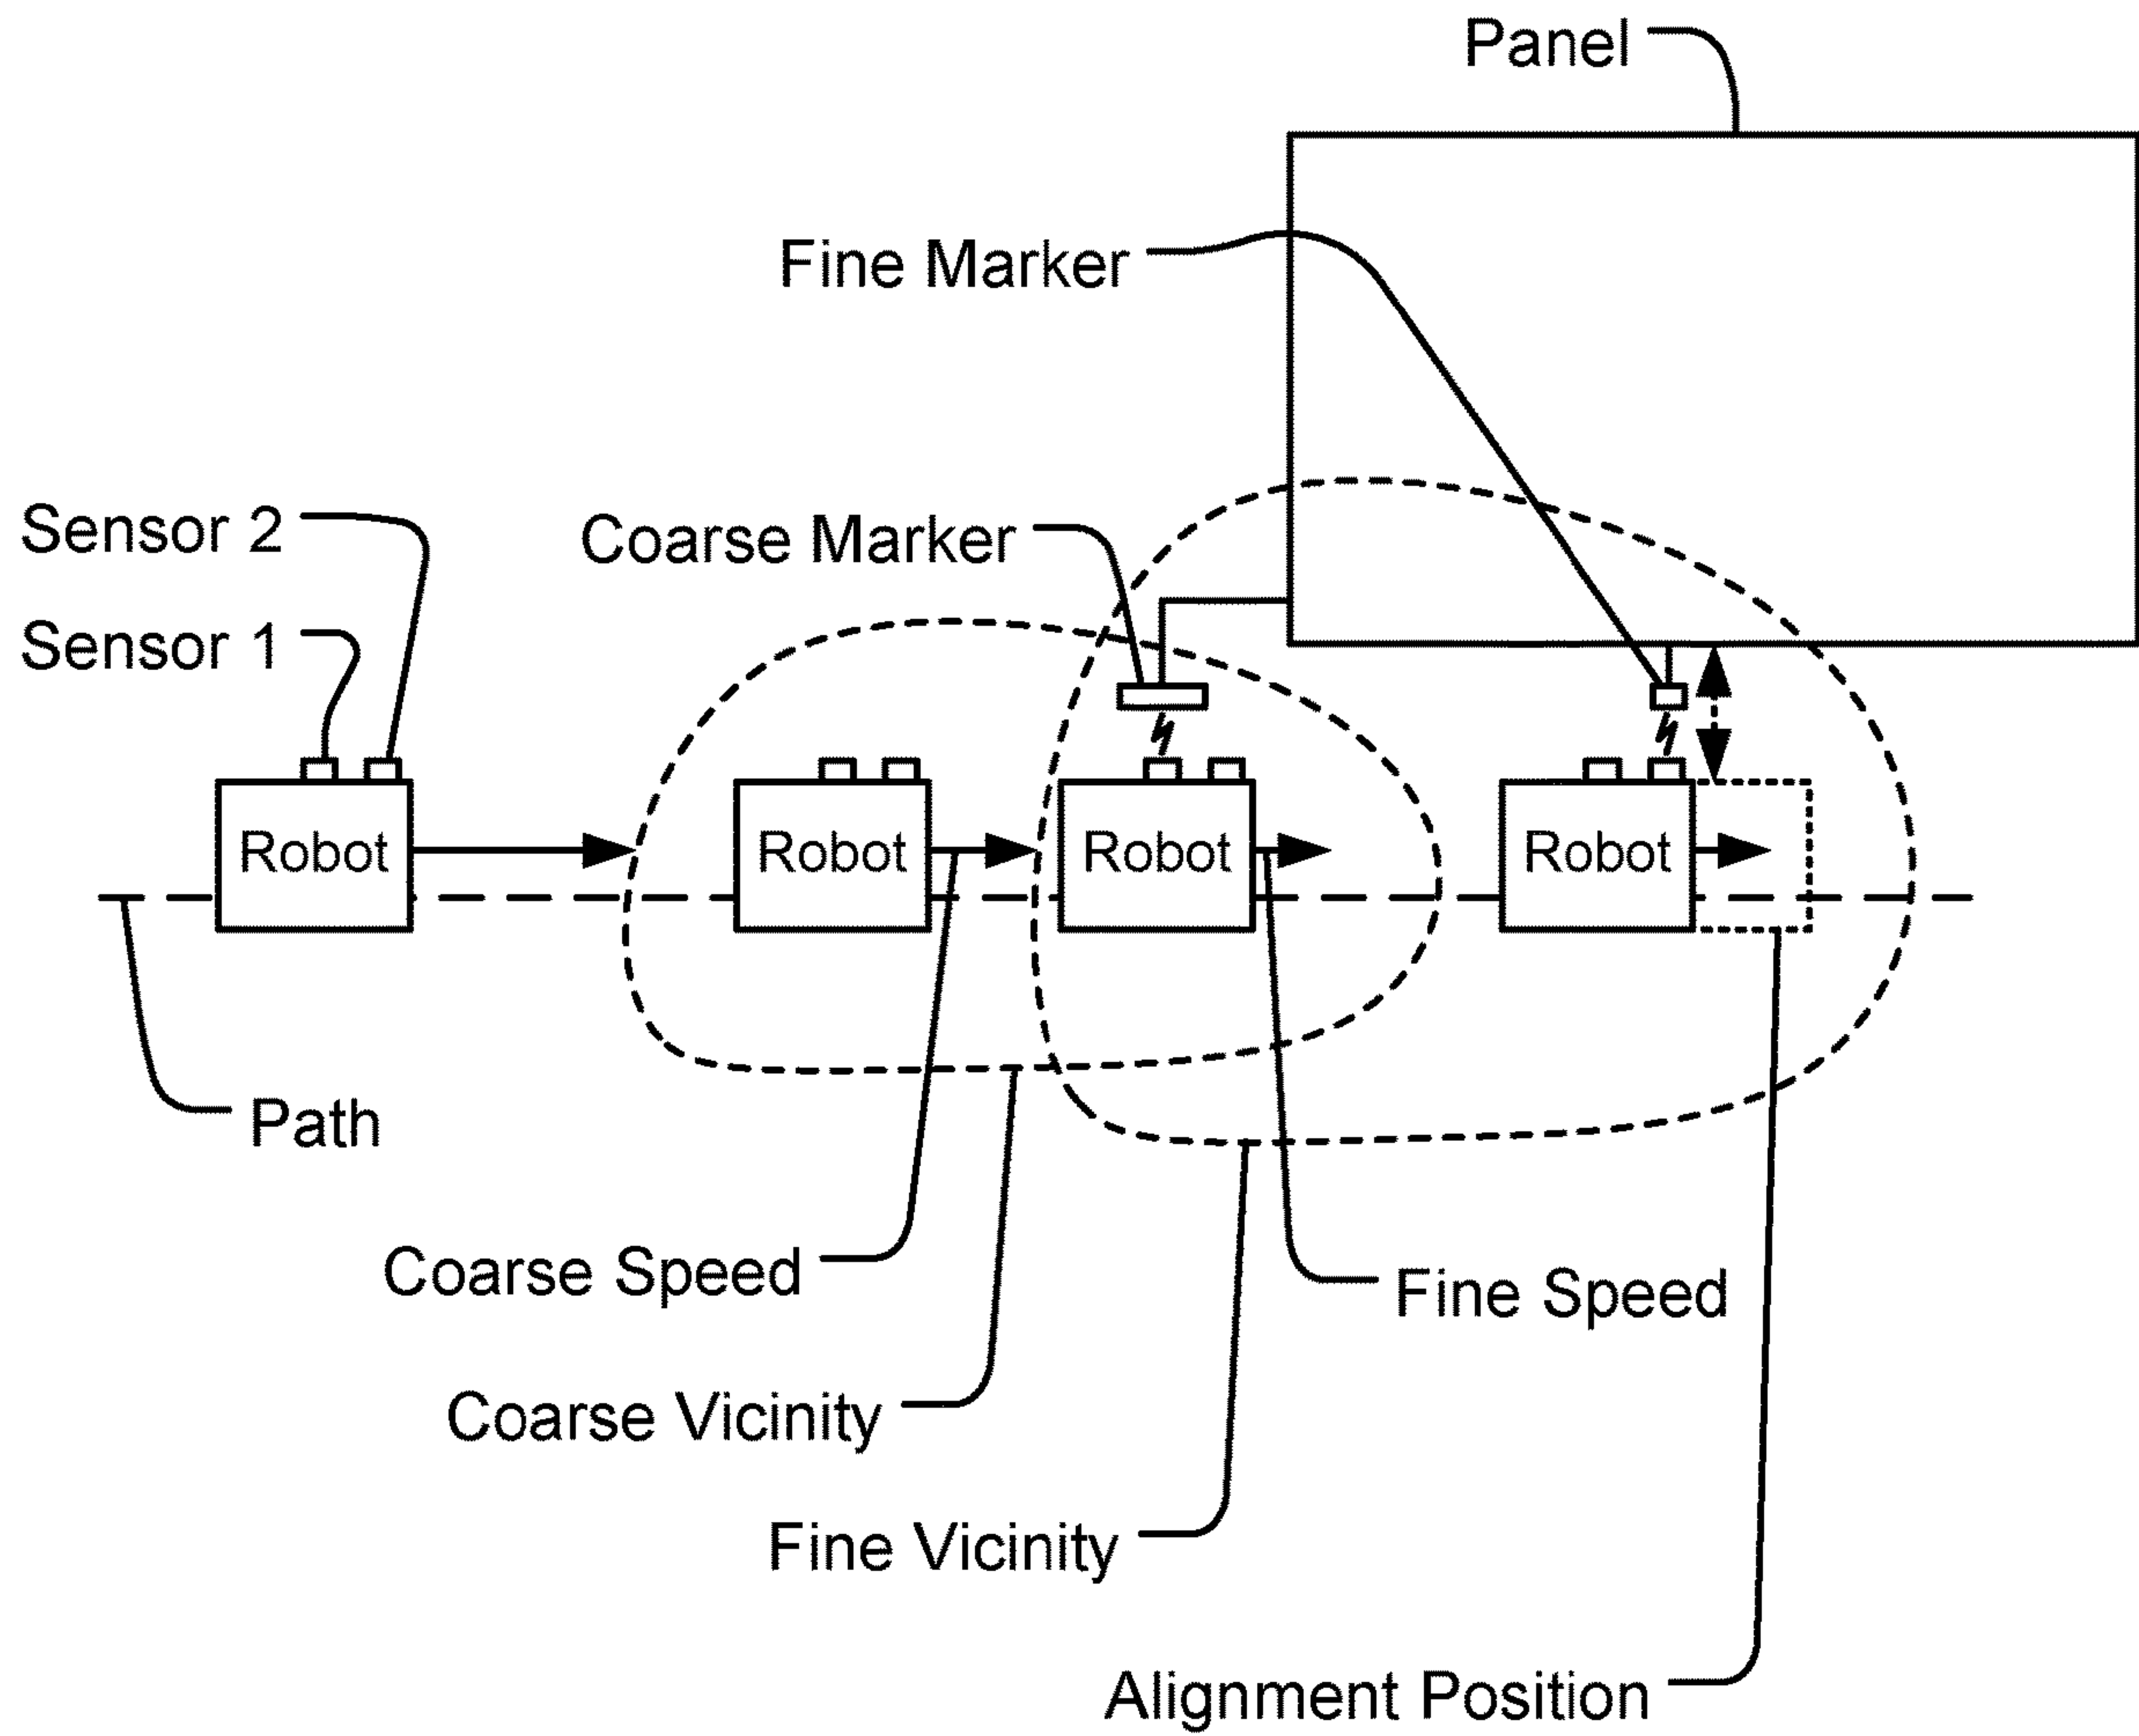 Panel
Fine Marker
Sensor 2
Coarse Marker
Sensor 1
Robot
Robot
Robot
Robot
Path
Coarse Speed
Fine Speed
Coarse Vicinity
Fine Vicinity
Alignment Position